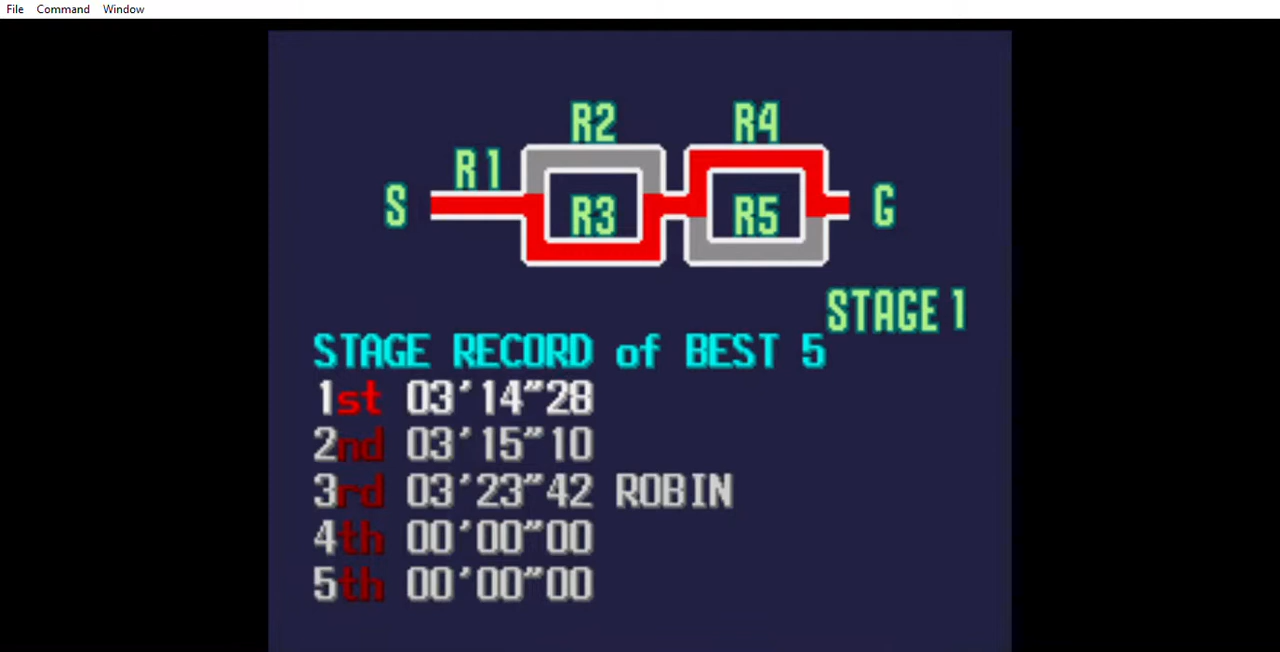 File Command Window
R2 R4
R1
S R3 R5 G
STAGE 1
STAGE RECORD of BEST 5
1st 03'14"28
2nd 03'15"10
3rd 03'23"42 ROBIN
4th 00'00"00
5th 00'00"00